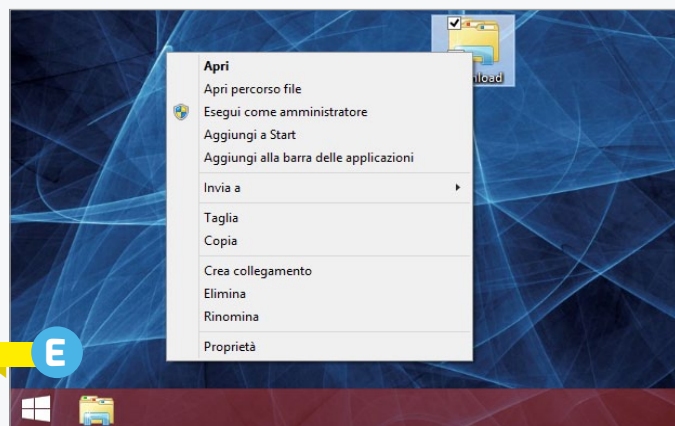 Apri
Apri percorso file
Esegui come amministratore
Aggiungi a Start
Aggiungi alla barra delle applicazioni
Invia a
Taglia
Copia
Crea collegamento
Elimina
Rinomina
Proprietà
E